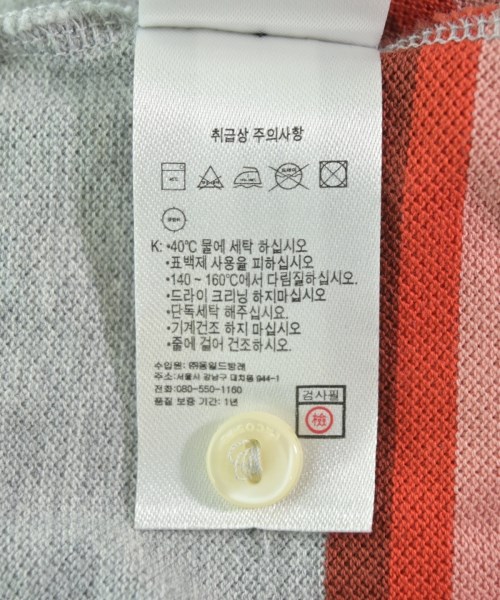 취급상 주의사항
K: •40℃ 물에 세탁 하십시오
•표백제 사용을 피하십시오
•140 ~ 160℃에서 다림질하십시오.
•드라이 크리닝 하지마십시오
•단독세탁 해주십시오.
•기계건조 하지 마십시오
•줄에 걸어 건조하십시오.
수입원: ㈜동일드방레
주소: 서울시 강남구 대치동 944-1
전화: 080-550-1160
품질 보증 기간: 1년
검사필
檢